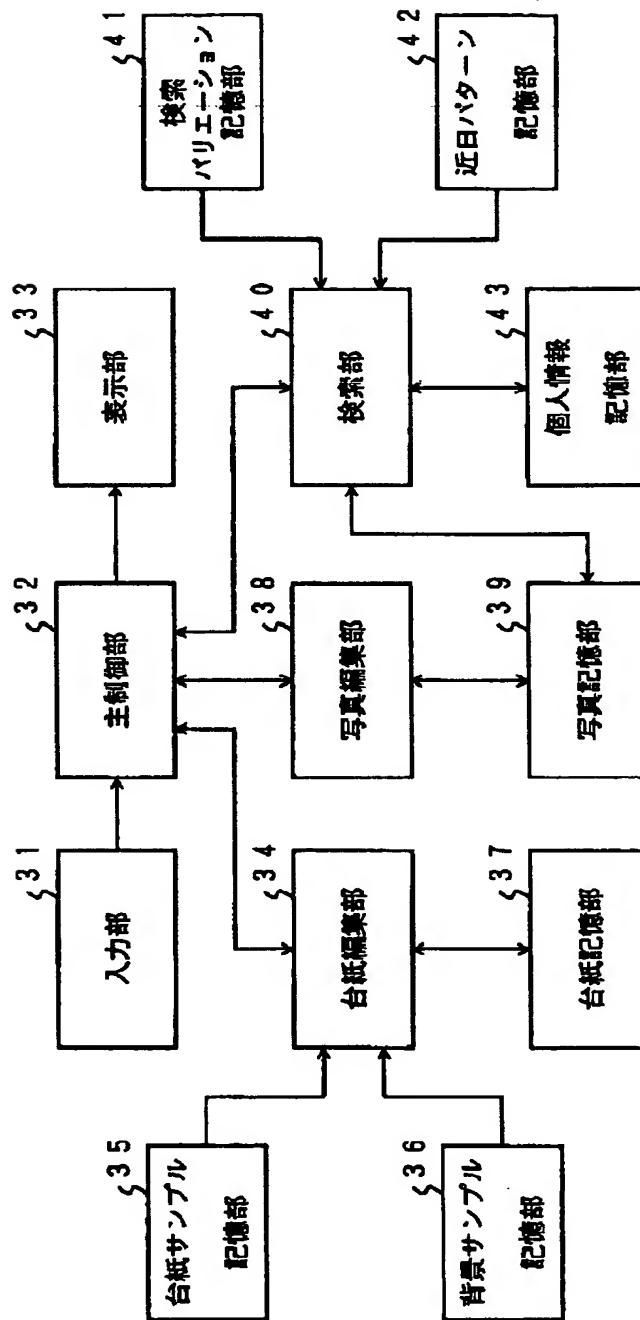 入力部
31
主制御部
32
表示部
33
台紙サンプル
記憶部
35
背景サンプル
記憶部
36
台紙編集部
34
台紙記憶部
37
写真編集部
38
写真記憶部
39
検索部
40
個人情報
記憶部
43
検索
バリエーション
記憶部
41
近日パターン
記憶部
42